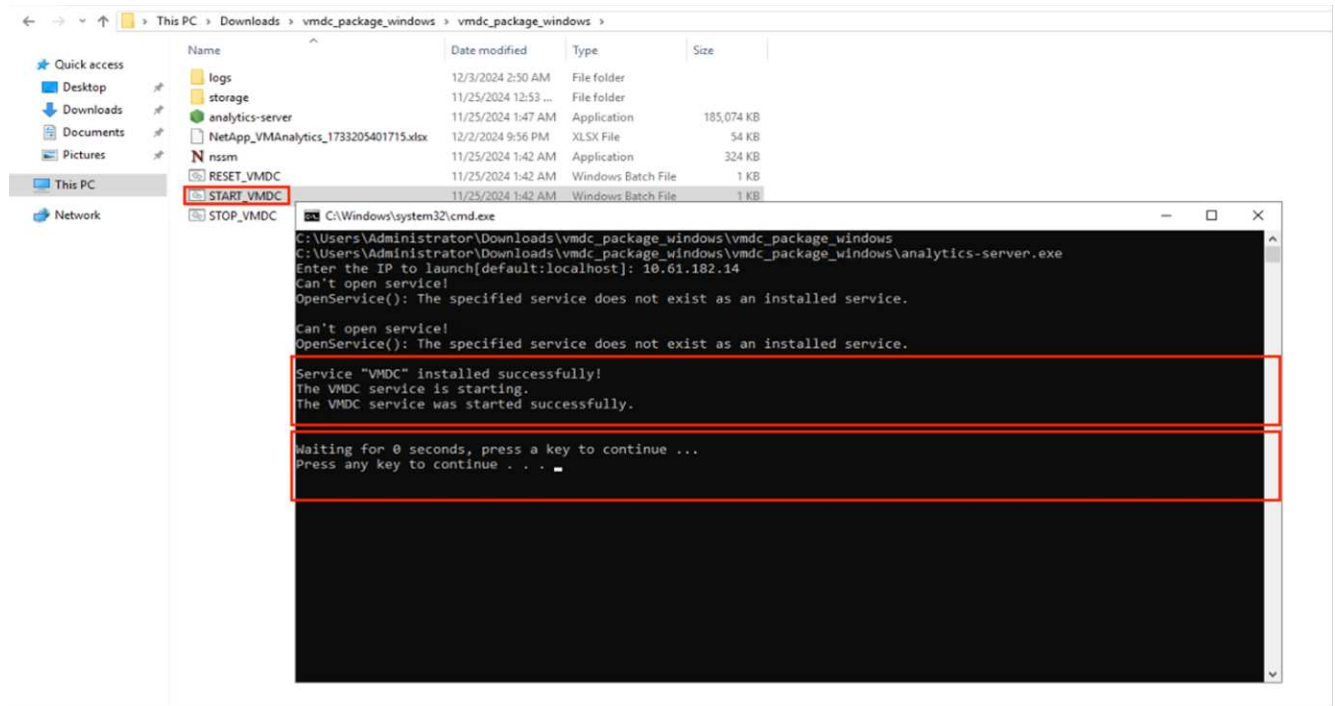 This PC > Downloads > vmdc_package_windows > vmdc_package_windows >
Name Date modified Type Size
Quick access
Desktop
Downloads
Documents
Pictures
This PC
Network
logs 12/3/2024 2:50 AM File folder
storage 11/25/2024 12:53 ... File folder
analytics-server 11/25/2024 1:47 AM Application 185,074 KB
NetApp_VMAnalytics_1733205401715.xlsx 12/2/2024 9:56 PM XLSX File 54 KB
N nssm 11/25/2024 1:42 AM Application 324 KB
RESET_VMDC 11/25/2024 1:42 AM Windows Batch File 1 KB
START_VMDC 11/25/2024 1:42 AM Windows Batch File 1 KB
STOP_VMDC
C:\Windows\system32\cmd.exe
C:\Users\Administrator\Downloads\vmdc_package_windows\vmdc_package_windows
C:\Users\Administrator\Downloads\vmdc_package_windows\vmdc_package_windows\analytics-server.exe
Enter the IP to launch[default:localhost]: 10.61.182.14
Can't open service!
OpenService(): The specified service does not exist as an installed service.
Can't open service!
OpenService(): The specified service does not exist as an installed service.
Service "VMDC" installed successfully!
The VMDC service is starting.
The VMDC service was started successfully.
Waiting for 0 seconds, press a key to continue ...
Press any key to continue . . .